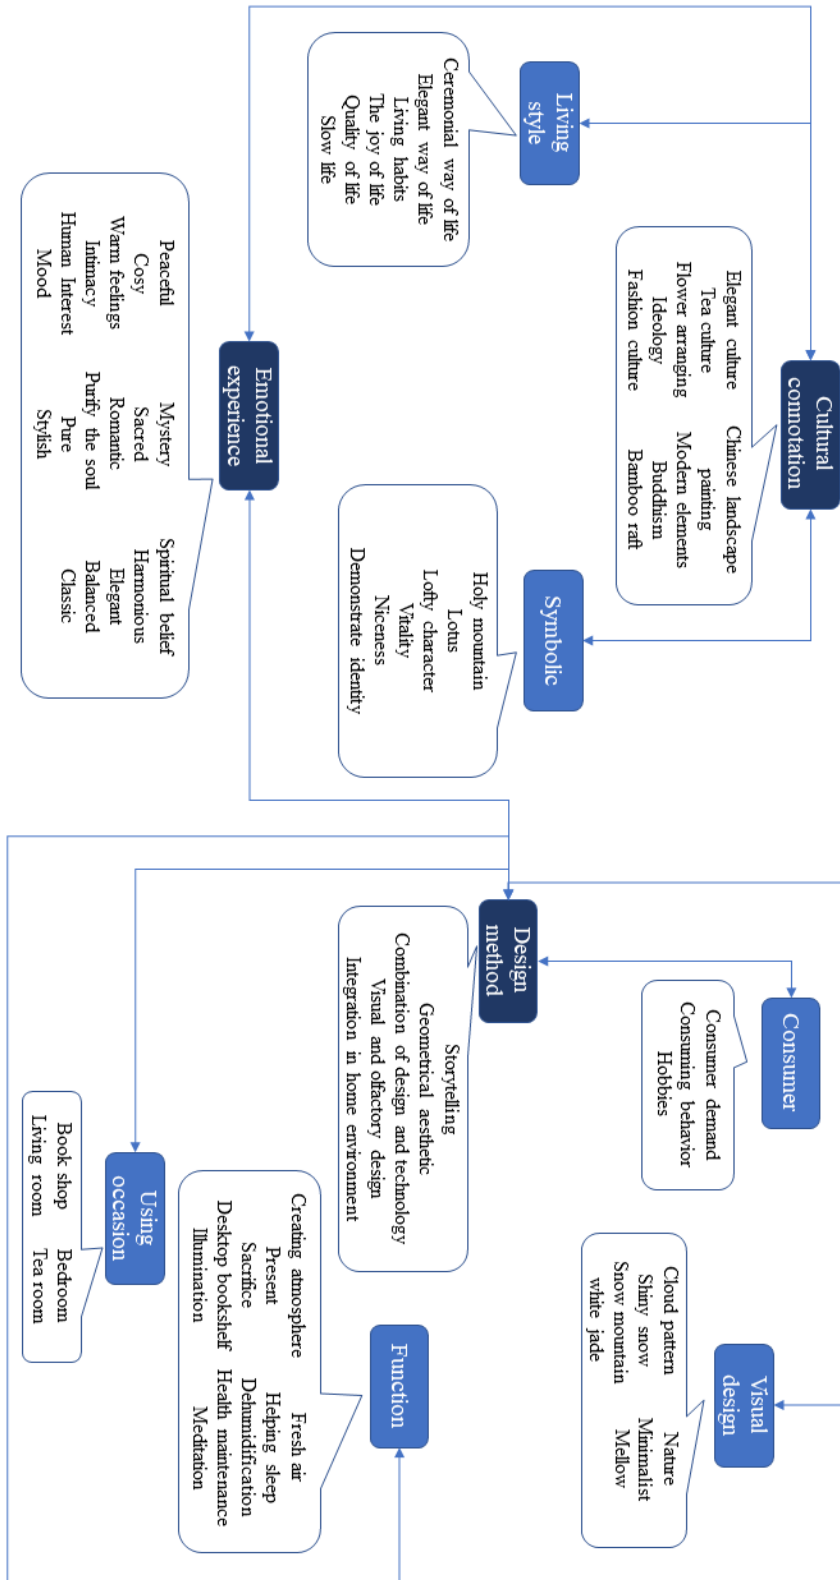 Cultural
connotation
Elegant culture
Tea culture
Flower arranging
Ideology
Fashion culture
Chinese landscape
painting
Modern elements
Buddhism
Bamboo raft
Living
style
Ceremonial way of life
Elegant way of life
Living habits
The joy of life
Quality of life
Slow life
Symbolic
Holy mountain
Lotus
Lofty character
Vitality
Niceness
Demonstrate identity
Emotional
experience
Peaceful
Cosy
Warm feelings
Intimacy
Human Interest
Mood
Mystery
Sacred
Romantic
Purify the soul
Pure
Stylish
Spiritual belief
Harmonious
Elegant
Balanced
Classic
Consumer
Consumer demand
Consuming behavior
Hobbies
Visual
design
Cloud pattern
Shiny snow
Snow mountain
white jade
Nature
Minimalist
Mellow
Design
method
Storytelling
Geometrical aesthetic
Combination of design and technology
Visual and olfactory design
Integration in home environment
Function
Creating atmosphere
Present
Sacrifice
Desktop bookshelf
Illumination
Fresh air
Helping sleep
Dehumidification
Health maintenance
Meditation
Using
occasion
Book shop
Living room
Bedroom
Tea room